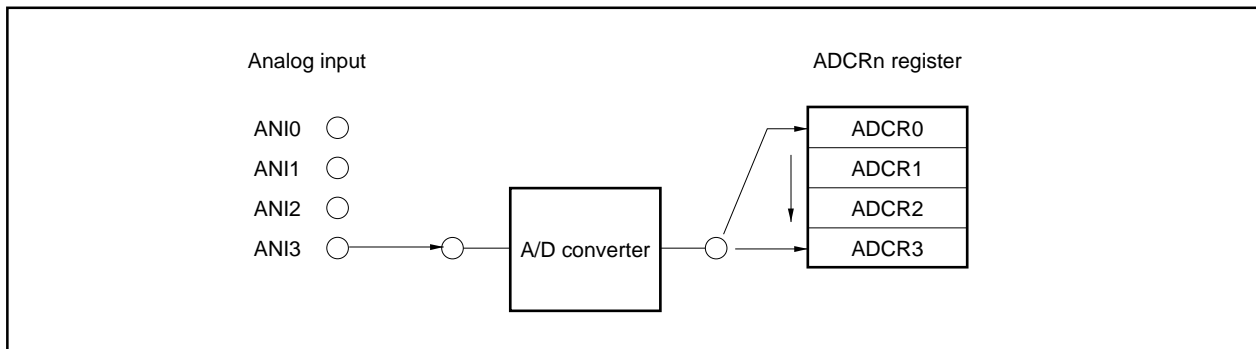 Analog input
ADCRn register
ANI0
ANI1
ANI2
ANI3
A/D converter
ADCR0
ADCR1
ADCR2
ADCR3